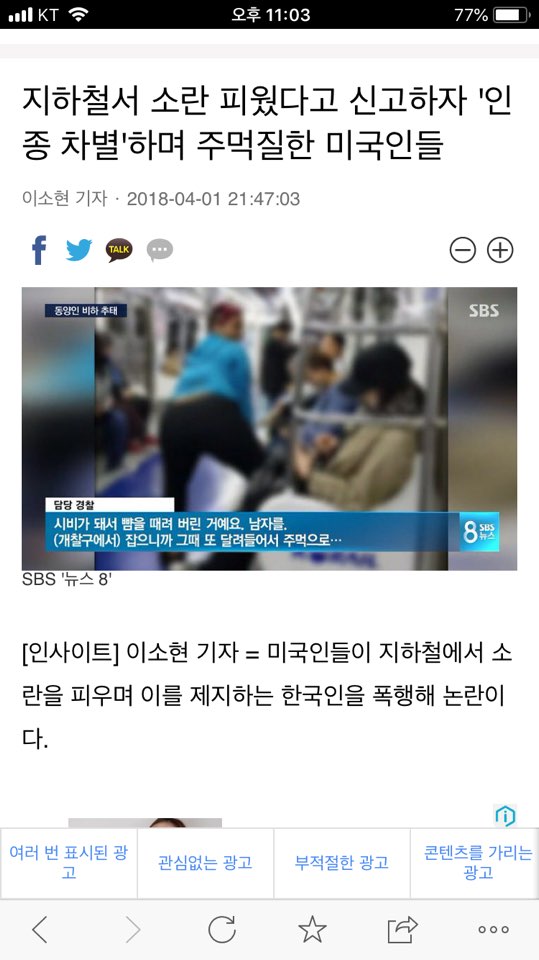 KT 오후 11:03 77%
지하철서 소란 피웠다고 신고하자 '인
종 차별'하며 주먹질한 미국인들
이소현 기자 · 2018-04-01 21:47:03
f TALK
동양인 비하 추태 SBS
담당 경찰
시비가 돼서 뺨을 때려 버린 거예요. 남자를.
(개찰구에서) 잡으니까 그때 또 달려들어서 주먹으로…
8 SBS 뉴스
SBS '뉴스 8'
[인사이트] 이소현 기자 = 미국인들이 지하철에서 소
란을 피우며 이를 제지하는 한국인을 폭행해 논란이
다.
여러 번 표시된 광
고
관심없는 광고
부적절한 광고
콘텐츠를 가리는
광고